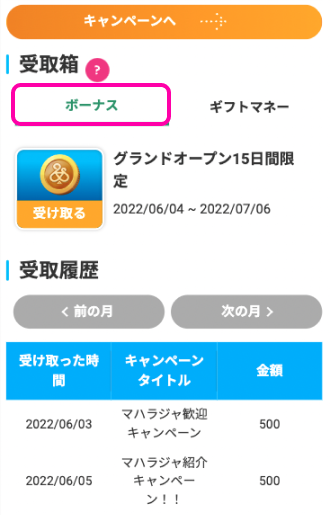 キャンペーンへ
受取箱 ?
ボーナス ギフトマネー
グランドオープン15日間限
定
受け取る 2022/06/04 ~ 2022/07/06
受取履歴
< 前の月 次の月 >
受け取った時間 キャンペーンタイトル 金額
2022/06/03 マハラジャ歓迎キャンペーン 500
2022/06/05 マハラジャ紹介キャンペーン！！ 500